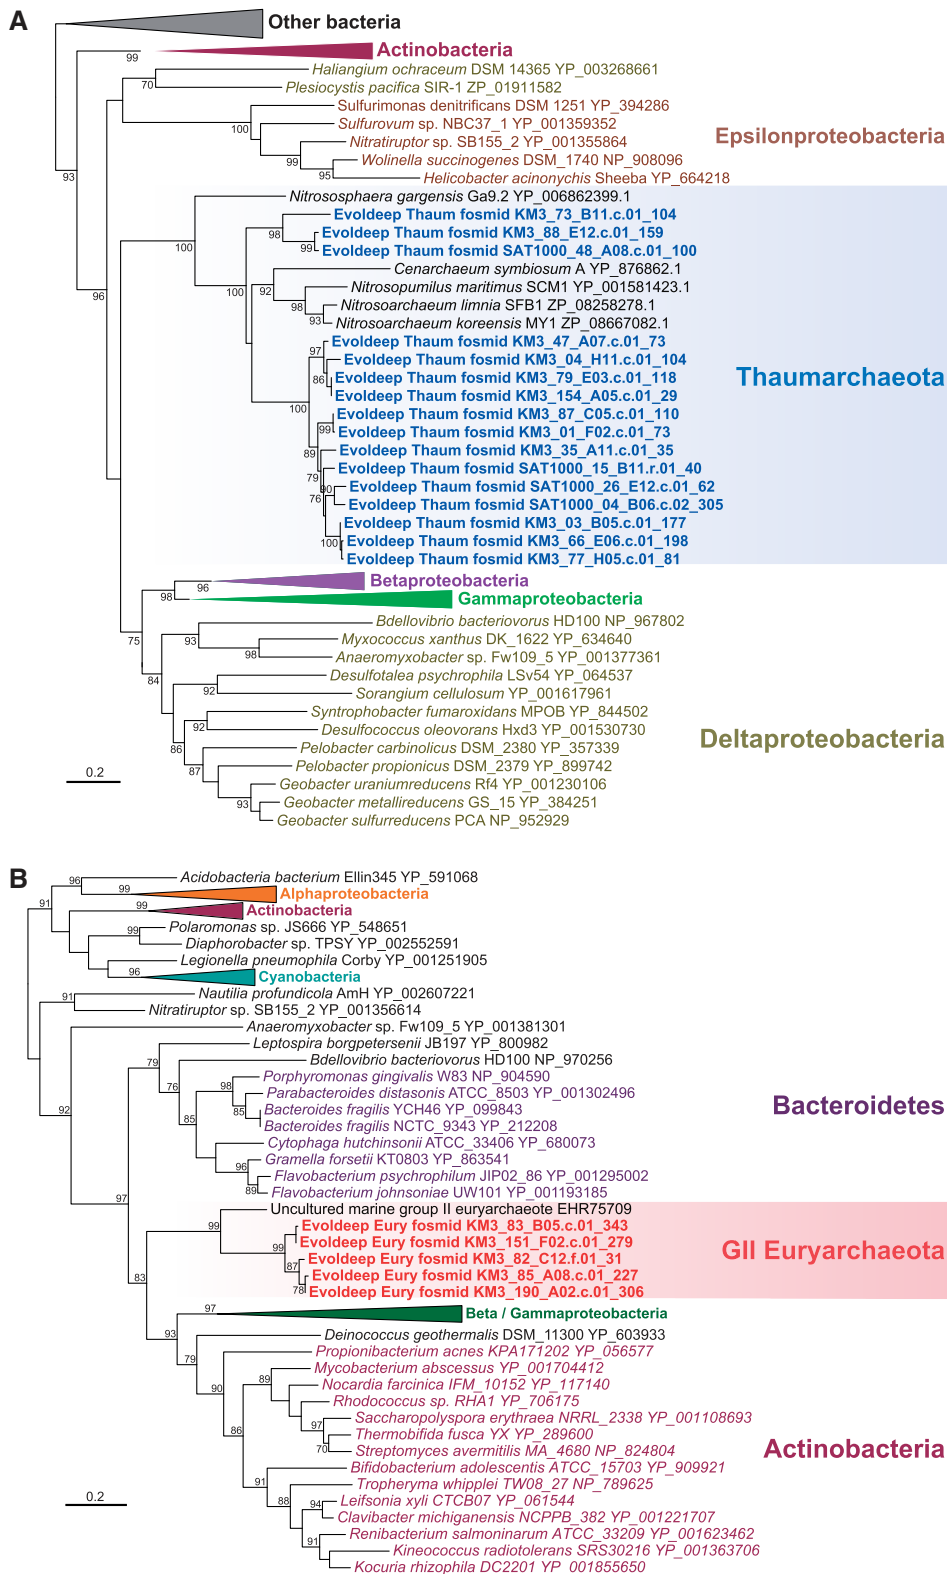 A
Other bacteria
99
Actinobacteria
Haliangium ochraceum DSM 14365 YP_003268661
70
Plesiocystis pacifica SIR-1 ZP_01911582
Sulfurimonas denitrificans DSM 1251 YP_394286
100
Sulfurovum sp. NBC37_1 YP_001359352
Epsilonproteobacteria
Nitratiruptor sp. SB155_2 YP_001355864
99
Wolinella succinogenes DSM_1740 NP_908096
93
95
Helicobacter acinonychis Sheeba YP_664218
Nitrososphaera gargensis Ga9.2 YP_006862399.1
Evoldeep Thaum fosmid KM3_73_B11.c.01_104
98
Evoldeep Thaum fosmid KM3_88_E12.c.01_159
100
99
Evoldeep Thaum fosmid SAT1000_48_A08.c.01_100
Cenarchaeum symbiosum A YP_876862.1
100
92
Nitrosopumilus maritimus SCM1 YP_001581423.1
96
98
Nitrosoarchaeum limnia SFB1 ZP_08258278.1
93
Nitrosoarchaeum koreensis MY1 ZP_08667082.1
Evoldeep Thaum fosmid KM3_47_A07.c.01_73
97
Evoldeep Thaum fosmid KM3_04_H11.c.01_104
86
Evoldeep Thaum fosmid KM3_79_E03.c.01_118
Thaumarchaeota
Evoldeep Thaum fosmid KM3_154_A05.c.01_29
100
Evoldeep Thaum fosmid KM3_87_C05.c.01_110
99
Evoldeep Thaum fosmid KM3_01_F02.c.01_73
89
Evoldeep Thaum fosmid KM3_35_A11.c.01_35
79
Evoldeep Thaum fosmid SAT1000_15_B11.r.01_40
90
Evoldeep Thaum fosmid SAT1000_26_E12.c.01_62
76
Evoldeep Thaum fosmid SAT1000_04_B06.c.02_305
Evoldeep Thaum fosmid KM3_03_B05.c.01_177
100
Evoldeep Thaum fosmid KM3_66_E06.c.01_198
Evoldeep Thaum fosmid KM3_77_H05.c.01_81
96
Betaproteobacteria
98
Gammaproteobacteria
Bdellovibrio bacteriovorus HD100 NP_967802
75
93
Myxococcus xanthus DK_1622 YP_634640
98
Anaeromyxobacter sp. Fw109_5 YP_001377361
84
Desulfotalea psychrophila LSv54 YP_064537
92
Sorangium cellulosum YP_001617961
Syntrophobacter fumaroxidans MPOB YP_844502
92
Desulfococcus oleovorans Hxd3 YP_001530730
Deltaproteobacteria
86
Pelobacter carbinolicus DSM_2380 YP_357339
87
Pelobacter propionicus DSM_2379 YP_899742
0.2
Geobacter uraniumreducens Rf4 YP_001230106
93
Geobacter metallireducens GS_15 YP_384251
Geobacter sulfurreducens PCA NP_952929
B
96
Acidobacteria bacterium Ellin345 YP_591068
99
Alphaproteobacteria
91
99
Actinobacteria
99
Polaromonas sp. JS666 YP_548651
Diaphorobacter sp. TPSY YP_002552591
Legionella pneumophila Corby YP_001251905
96
Cyanobacteria
91
Nautilia profundicola AmH YP_002607221
Nitratiruptor sp. SB155_2 YP_001356614
Anaeromyxobacter sp. Fw109_5 YP_001381301
Leptospira borgpetersenii JB197 YP_800982
79
Bdellovibrio bacteriovorus HD100 NP_970256
76
98
Porphyromonas gingivalis W83 NP_904590
Parabacteroides distasonis ATCC_8503 YP_001302496
92
85
Bacteroides fragilis YCH46 YP_099843
Bacteroidetes
85
Bacteroides fragilis NCTC_9343 YP_212208
Cytophaga hutchinsonii ATCC_33406 YP_680073
96
Gramella forsetii KT0803 YP_863541
Flavobacterium psychrophilum JIP02_86 YP_001295002
89
Flavobacterium johnsoniae UW101 YP_001193185
97
Uncultured marine group II euryarchaeote EHR75709
99
Evoldeep Eury fosmid KM3_83_B05.c.01_343
99
Evoldeep Eury fosmid KM3_151_F02.c.01_279
GII Euryarchaeota
87
Evoldeep Eury fosmid KM3_82_C12.f.01_31
83
Evoldeep Eury fosmid KM3_85_A08.c.01_227
78
Evoldeep Eury fosmid KM3_190_A02.c.01_306
97
Beta / Gammaproteobacteria
93
Deinococcus geothermalis DSM_11300 YP_603933
79
Propionibacterium acnes KPA171202 YP_056577
Mycobacterium abscessus YP_001704412
90
89
Nocardia farcinica IFM_10152 YP_117140
Rhodococcus sp. RHA1 YP_706175
86
97
Saccharopolyspora erythraea NRRL_2338 YP_001108693
Thermobifida fusca YX YP_289600
70
Streptomyces avermitilis MA_4680 NP_824804
Actinobacteria
Bifidobacterium adolescentis ATCC_15703 YP_909921
91
Tropheryma whipplei TW08_27 NP_789625
0.2
88
94
Leifsonia xyli CTCB07 YP_061544
Clavibacter michiganensis NCPPB_382 YP_001221707
91
Renibacterium salmoninarum ATCC_33209 YP_001623462
Kineococcus radiotolerans SRS30216 YP_001363706
Kocuria rhizophila DC2201 YP_001855650